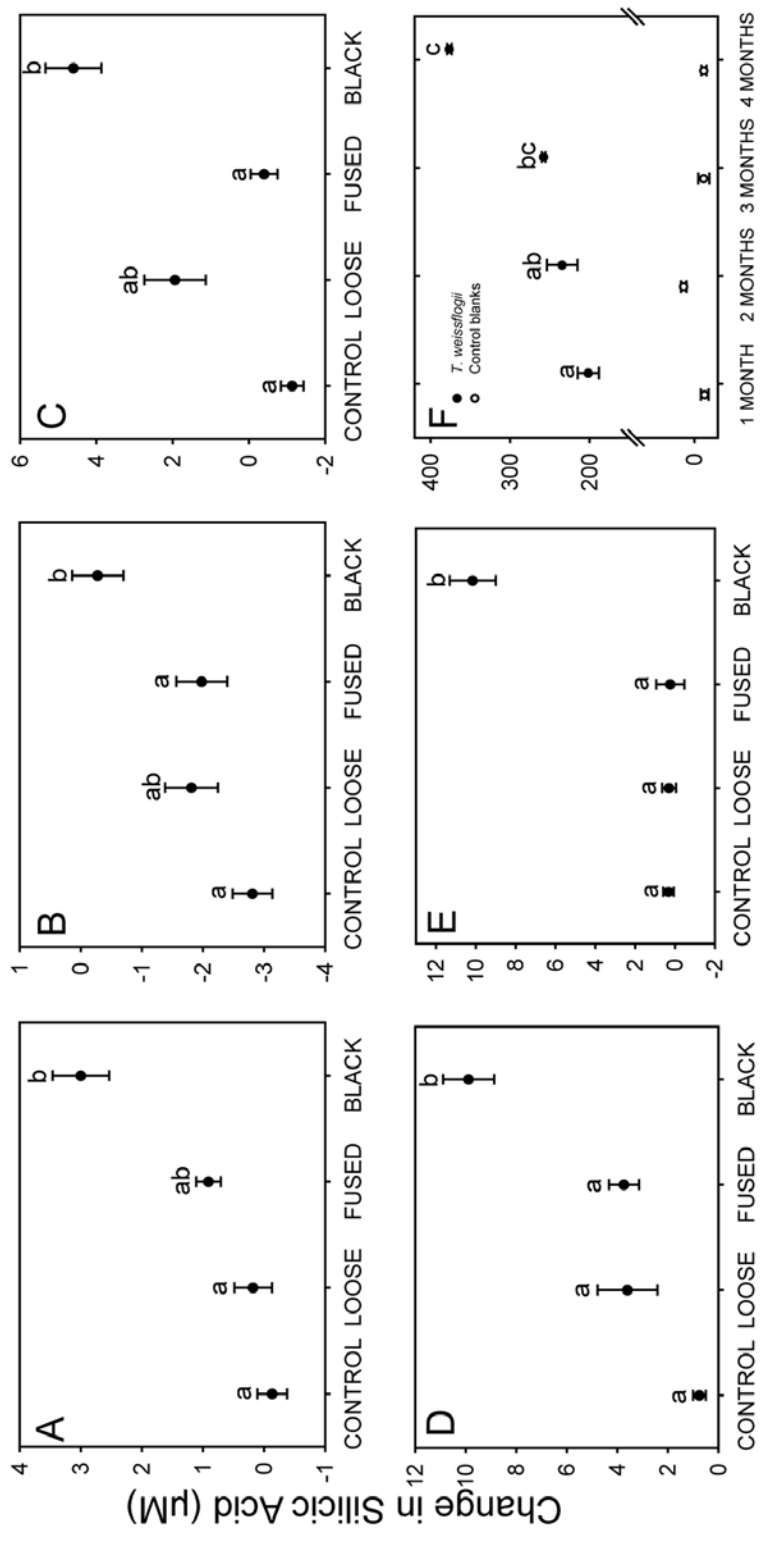 Change in Silicic Acid (µM)
A
4
3
2
1
0
-1
a
a
ab
b
CONTROL LOOSE FUSED BLACK
B
1
0
-1
-2
-3
-4
a
ab
a
b
CONTROL LOOSE FUSED BLACK
C
6
4
2
0
-2
a
ab
a
b
CONTROL LOOSE FUSED BLACK
D
12
10
8
6
4
2
0
a
a
a
b
CONTROL LOOSE FUSED BLACK
E
12
10
8
6
4
2
0
-2
a
a
a
b
CONTROL LOOSE FUSED BLACK
F
400
300
200
0
T. weissflogii
Control blanks
a
ab
bc
c
1 MONTH 2 MONTHS 3 MONTHS 4 MONTHS